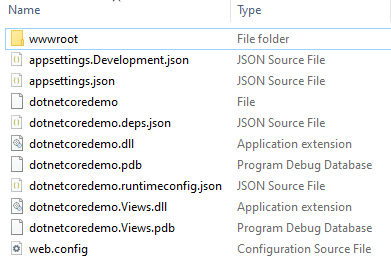 Name Type
wwwroot File folder
appsettings.Development.json JSON Source File
appsettings.json JSON Source File
dotnetcoredemo File
dotnetcoredemo.deps.json JSON Source File
dotnetcoredemo.dll Application extension
dotnetcoredemo.pdb Program Debug Database
dotnetcoredemo.runtimeconfig.json JSON Source File
dotnetcoredemo.Views.dll Application extension
dotnetcoredemo.Views.pdb Program Debug Database
web.config Configuration Source File